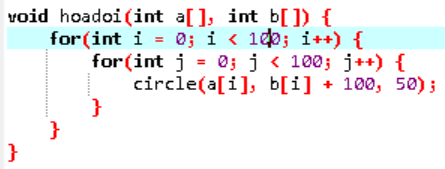 void hoadoi(int a[], int b[]) {
for(int i = 0; i < 100; i++) {
for(int j = 0; j < 100; j++) {
circle(a[i], b[i] + 100, 50);
}
}
}